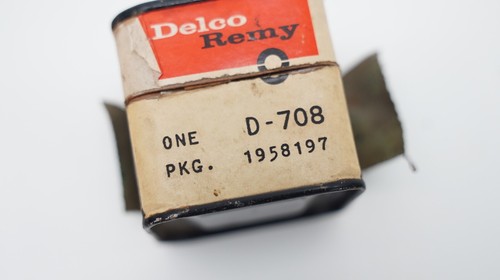 Delco
Remy
ONE D-708
PKG. 1958197